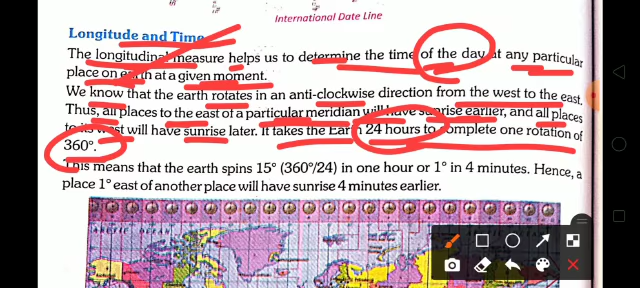 International Date Line
Longitude and Time
The longitudinal measure helps us to determine the time of the day at any particular
place on earth at a given moment.
We know that the earth rotates in an anti-clockwise direction from the west to the east.
Thus, all places to the east of a particular meridian will have sunrise earlier, and all places
to its west will have sunrise later. It takes the Earth 24 hours to complete one rotation of
360°.
This means that the earth spins 15° (360°/24) in one hour or 1° in 4 minutes. Hence, a
place 1° east of another place will have sunrise 4 minutes earlier.
ARCTIC OCEAN